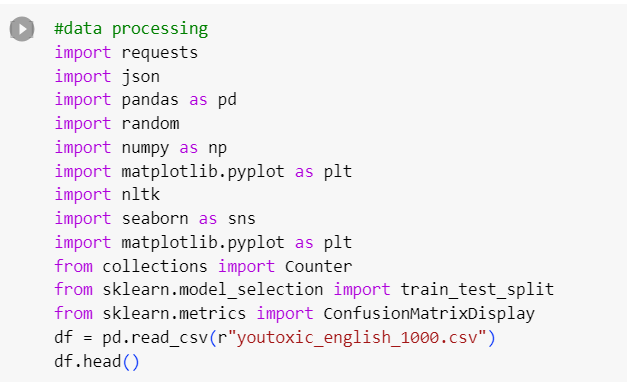 #data processing
import requests
import json
import pandas as pd
import random
import numpy as np
import matplotlib.pyplot as plt
import nltk
import seaborn as sns
import matplotlib.pyplot as plt
from collections import Counter
from sklearn.model_selection import train_test_split
from sklearn.metrics import ConfusionMatrixDisplay
df = pd.read_csv(r"youtoxic_english_1000.csv")
df.head()